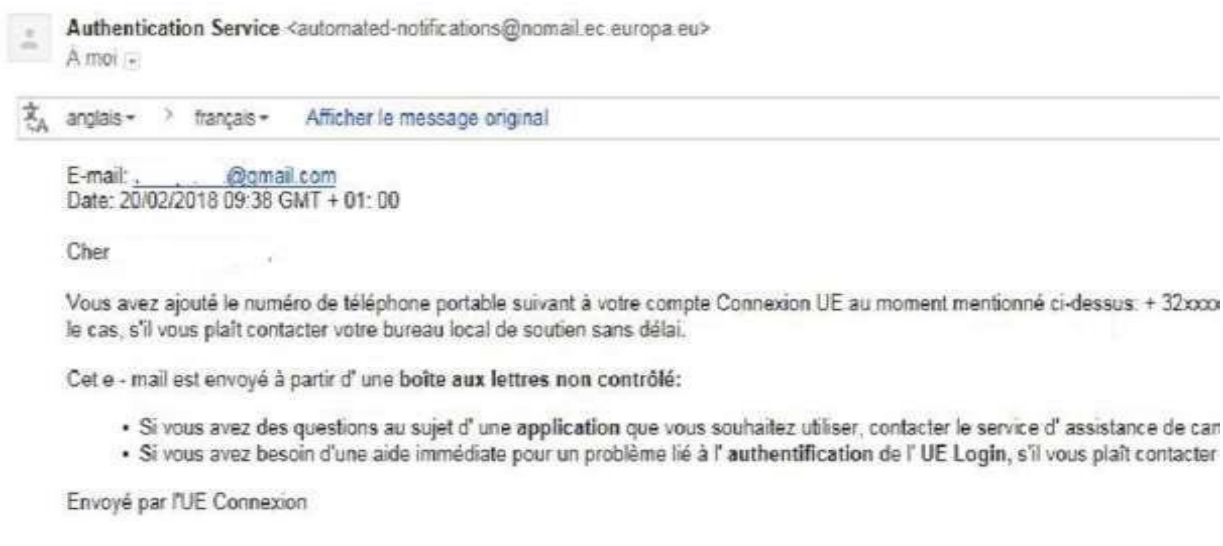 Authentication Service <automated-notifications@nomail.ec.europa.eu>
À moi
anglais > français Afficher le message original
E-mail: @gmail.com
Date: 20/02/2018 09:38 GMT + 01: 00
Cher
Vous avez ajouté le numéro de téléphone portable suivant à votre compte Connexion UE au moment mentionné ci-dessus: + 32xxxx
le cas, s'il vous plaît contacter votre bureau local de soutien sans délai.
Cet e - mail est envoyé à partir d' une boîte aux lettres non contrôlé:
• Si vous avez des questions au sujet d' une application que vous souhaitez utiliser, contacter le service d' assistance de can
• Si vous avez besoin d'une aide immédiate pour un problème lié à l' authentification de l' UE Login, s'il vous plaît contacter
Envoyé par l'UE Connexion